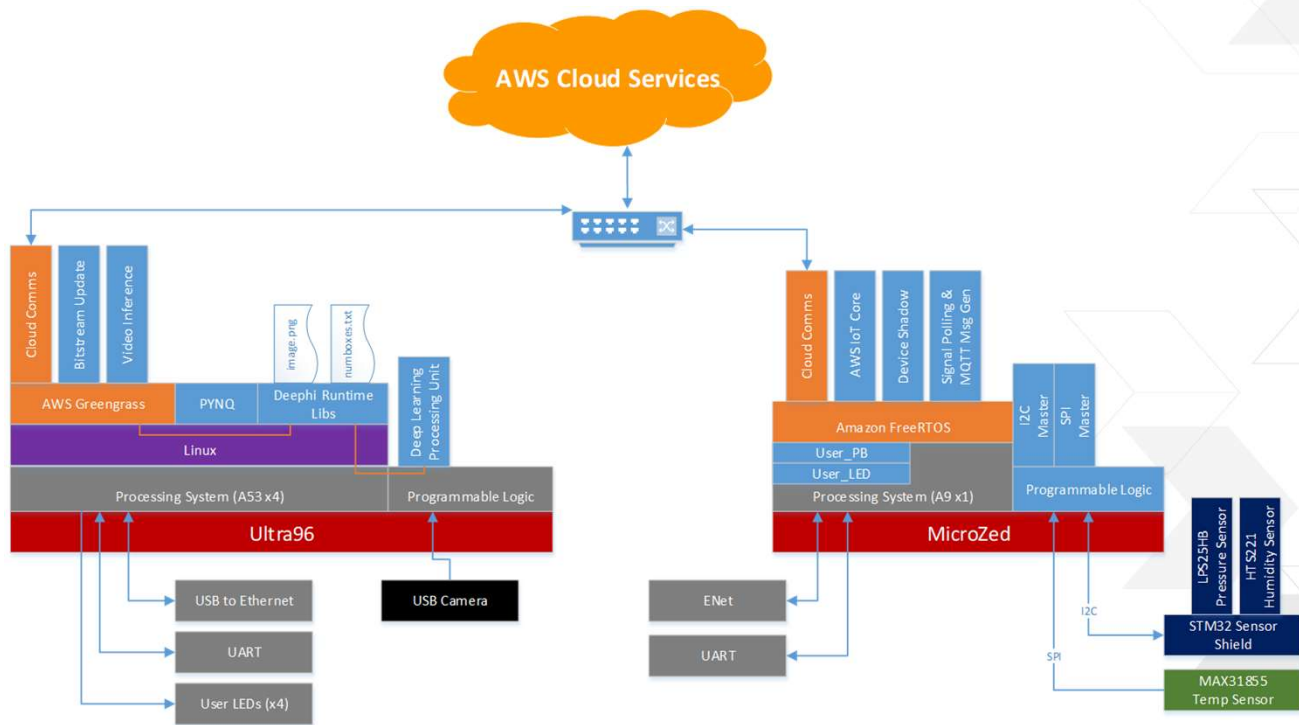 AWS Cloud Services
Cloud Comms
Bitstream Update
Video Inference
image.png
numboxes.txt
AWS Greengrass
PYNQ
Deephi Runtime
Libs
Deep Learning
Processing Unit
Linux
Processing System (A53 x4)
Programmable Logic
Ultra96
USB to Ethernet
UART
User LEDs (x4)
USB Camera
Cloud Comms
AWS IoT Core
Device Shadow
Signal Polling &
MQTT Msg Gen
I2C
Master
SPI
Master
Amazon FreeRTOS
User_PB
User_LED
Processing System (A9 x1)
Programmable Logic
MicroZed
ENet
UART
I2C
SPI
LPS25HB
Pressure Sensor
HTS221
Humidity Sensor
STM32 Sensor
Shield
MAX31855
Temp Sensor